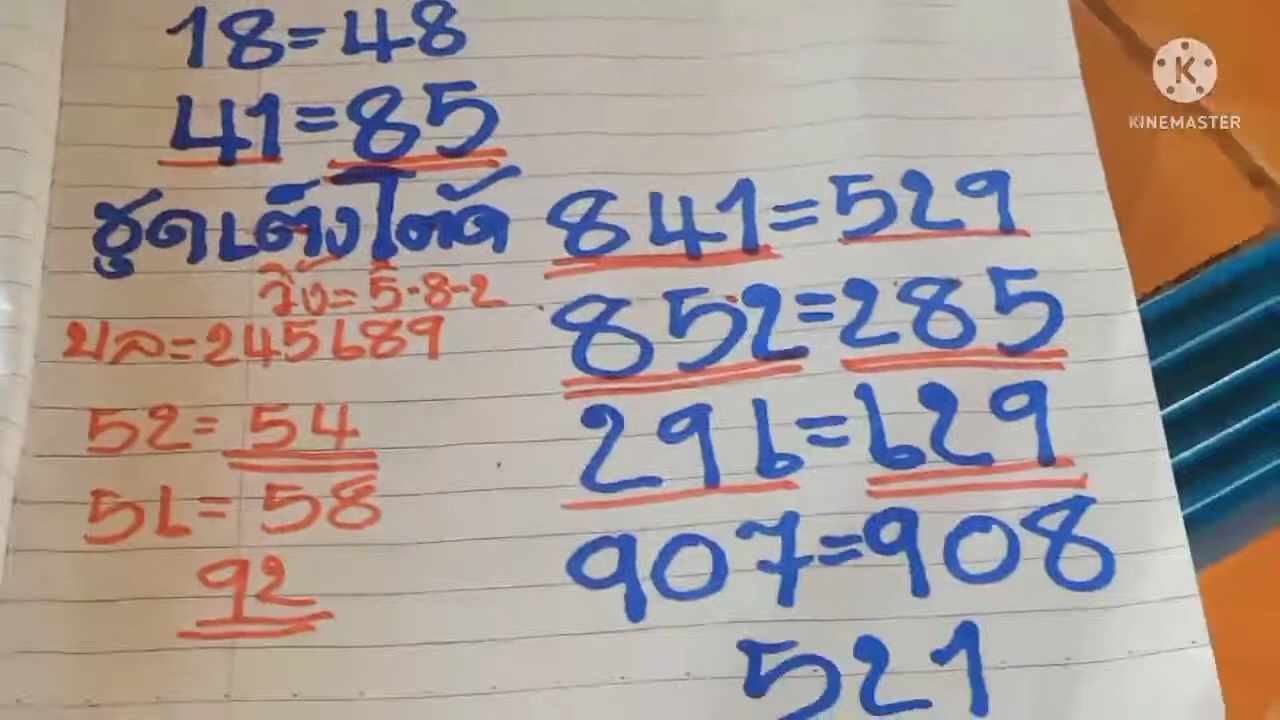 18=48
41=85
ชุดเต็งโต๊ด
841=529
วิ่ง=5-8-2
บล=245689
852=285
52=54
296=629
56=58
907=908
92
521
K
KINEMASTER